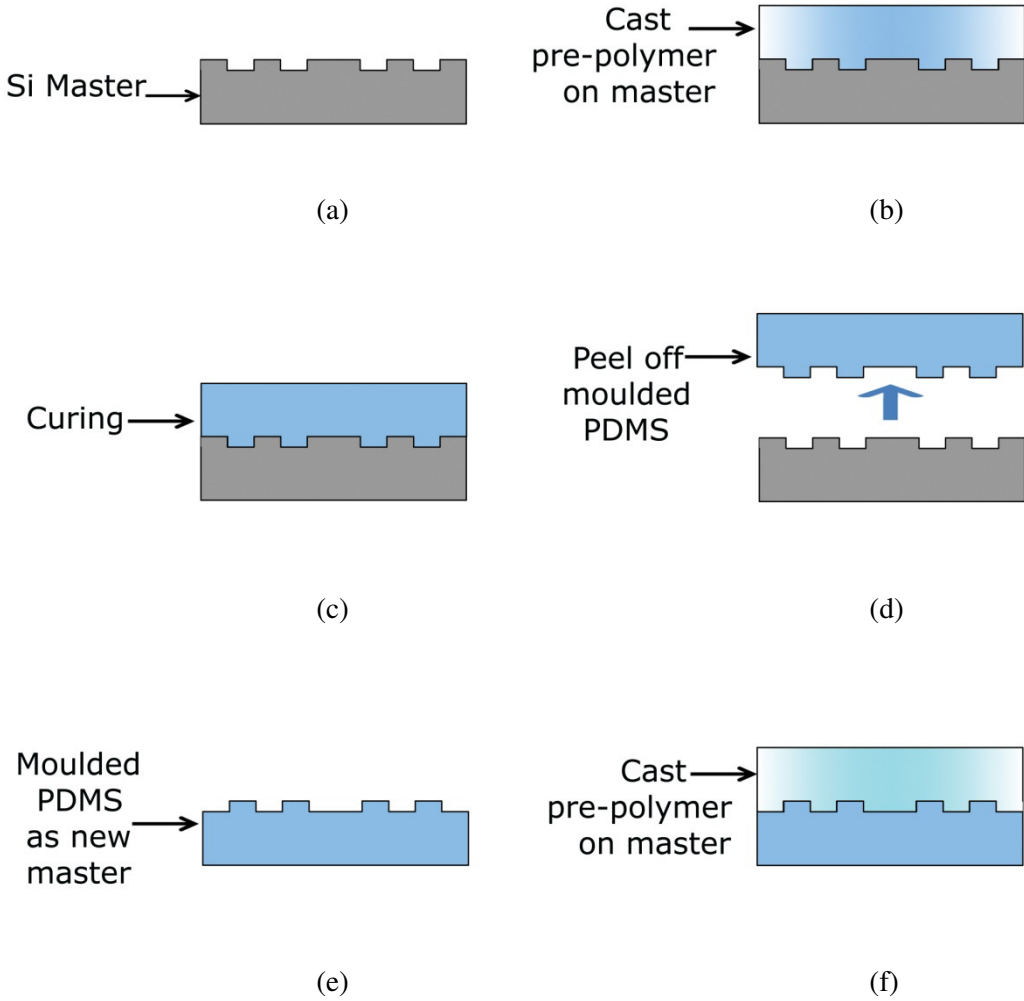 Si Master
(a)
Cast
pre-polymer
on master
(b)
Curing
(c)
Peel off
moulded
PDMS
(d)
Moulded
PDMS
as new
master
(e)
Cast
pre-polymer
on master
(f)